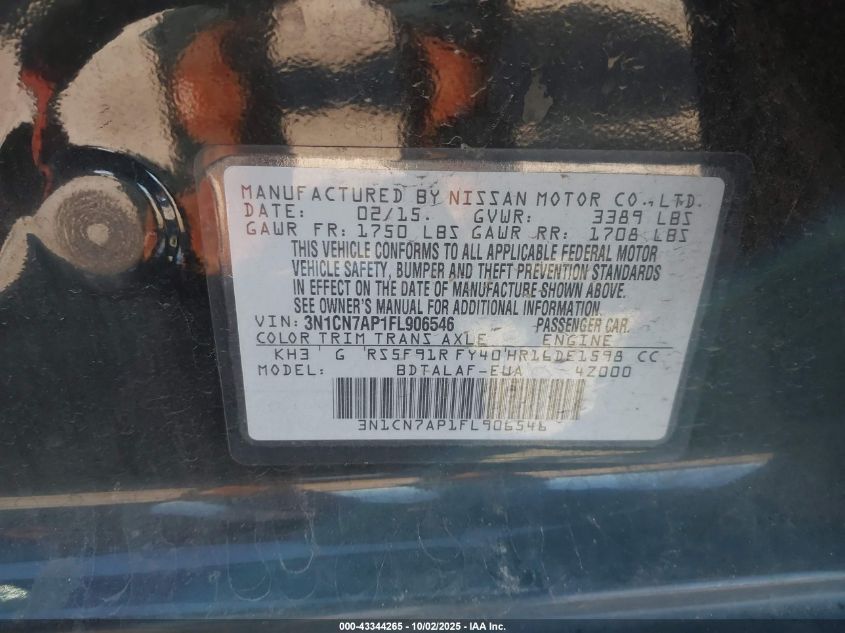 MANUFACTURED BY NISSAN MOTOR CO., LTD.
DATE: 02/15. GVWR: 3389 LBS
GAWR FR: 1750 LBS GAWR RR: 1708 LBS
THIS VEHICLE CONFORMS TO ALL APPLICABLE FEDERAL MOTOR
VEHICLE SAFETY, BUMPER AND THEFT PREVENTION STANDARDS
IN EFFECT ON THE DATE OF MANUFACTURE SHOWN ABOVE.
SEE OWNER'S MANUAL FOR ADDITIONAL INFORMATION.
VIN: 3N1CN7AP1FL906546 PASSENGER CAR.
COLOR TRIM TRANS AXLE ENGINE
KH3 G RS5F91R FY40 HR16DE1598 CC
MODEL: BDTALAF-EUA 4Z000
3N1CN7AP1FL906546
000-43344265 - 10/02/2025 - IAA Inc.